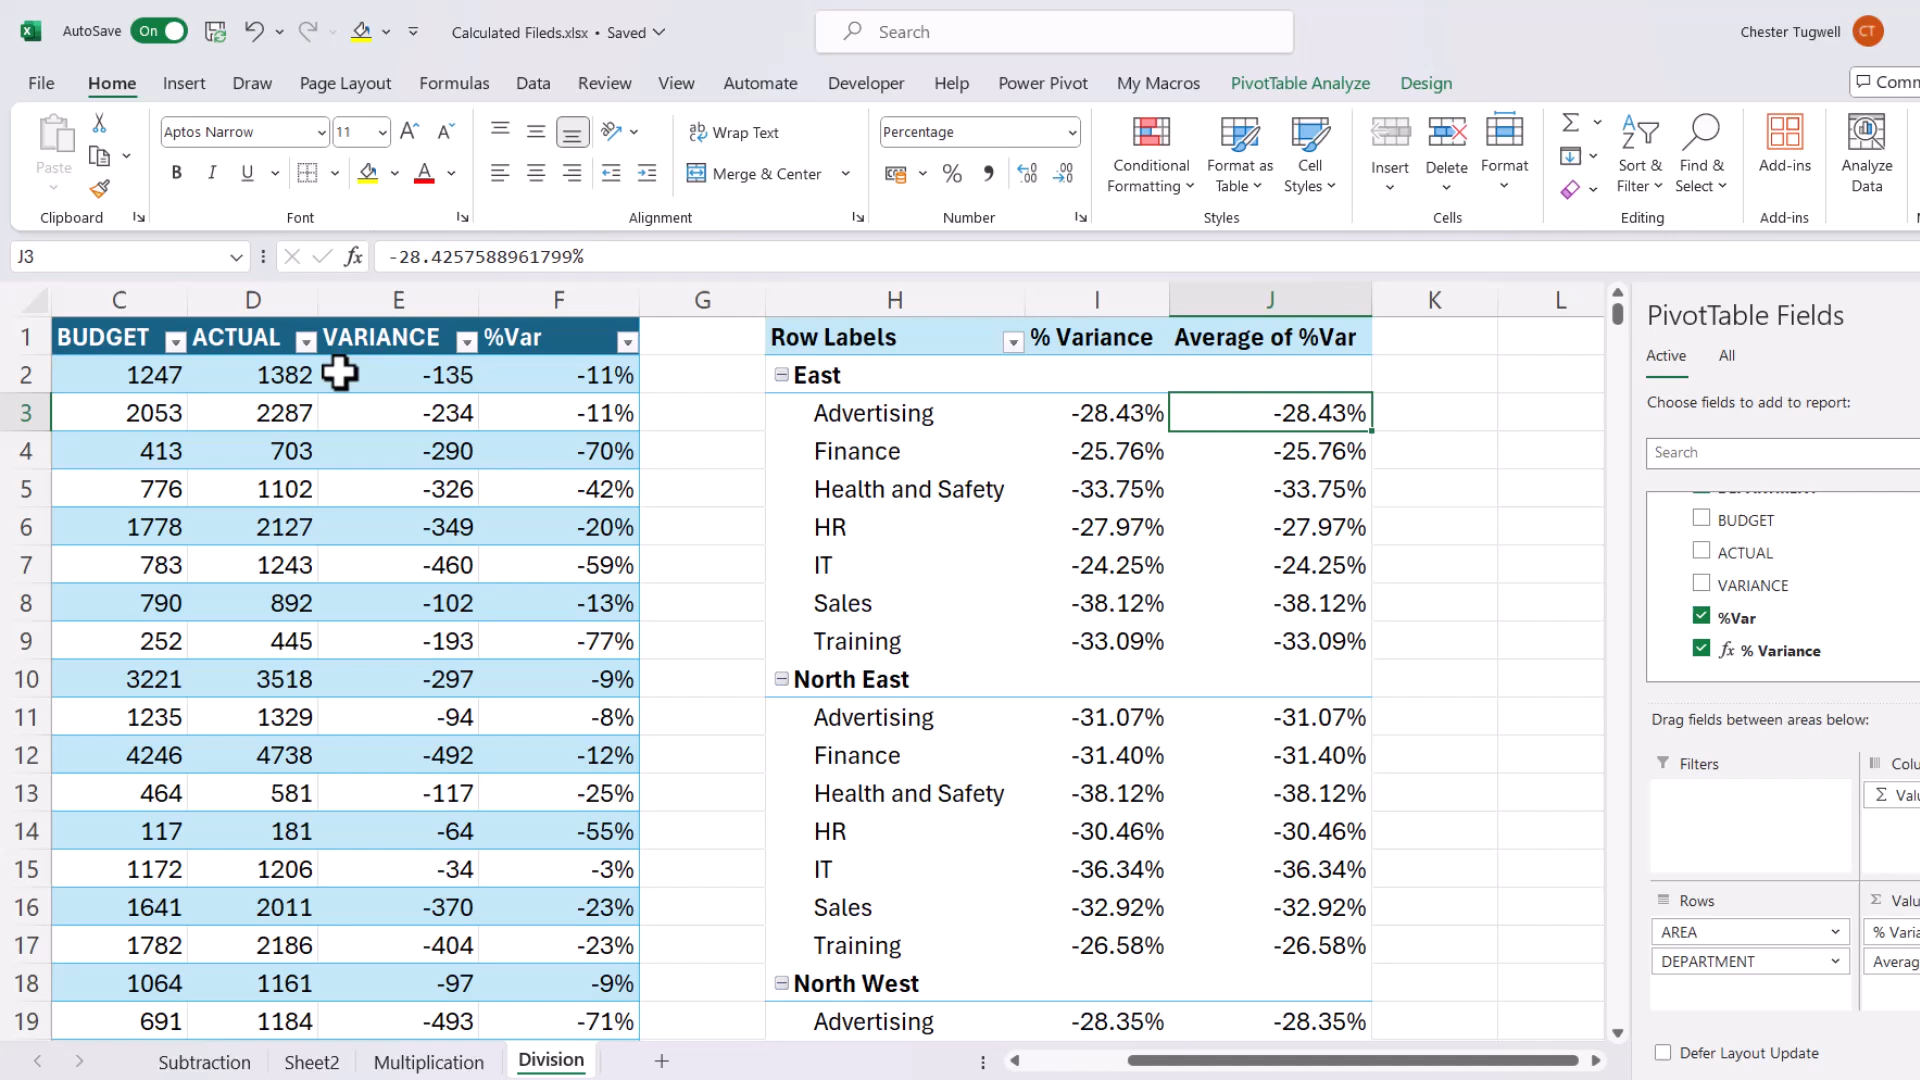 AutoSave On Calculated Fileds.xlsx • Saved Search Chester Tugwell CT
File Home Insert Draw Page Layout Formulas Data Review View Automate Developer Help Power Pivot My Macros PivotTable Analyze Design Comm
Paste Aptos Narrow 11 Wrap Text Percentage
B I U Merge & Center
Conditional Formatting Format as Table Cell Styles Insert Delete Format Sort & Filter Find & Select Add-ins Analyze Data
Clipboard Font Alignment Number Styles Cells Editing Add-ins
J3 fx -28.4257588961799%
C D E F G H I J K L
1 BUDGET ACTUAL VARIANCE %Var Row Labels % Variance Average of %Var
2 1247 1382 -135 -11% East
3 2053 2287 -234 -11% Advertising -28.43% -28.43%
4 413 703 -290 -70% Finance -25.76% -25.76%
5 776 1102 -326 -42% Health and Safety -33.75% -33.75%
6 1778 2127 -349 -20% HR -27.97% -27.97%
7 783 1243 -460 -59% IT -24.25% -24.25%
8 790 892 -102 -13% Sales -38.12% -38.12%
9 252 445 -193 -77% Training -33.09% -33.09%
10 3221 3518 -297 -9% North East
11 1235 1329 -94 -8% Advertising -31.07% -31.07%
12 4246 4738 -492 -12% Finance -31.40% -31.40%
13 464 581 -117 -25% Health and Safety -38.12% -38.12%
14 117 181 -64 -55% HR -30.46% -30.46%
15 1172 1206 -34 -3% IT -36.34% -36.34%
16 1641 2011 -370 -23% Sales -32.92% -32.92%
17 1782 2186 -404 -23% Training -26.58% -26.58%
18 1064 1161 -97 -9% North West
19 691 1184 -493 -71% Advertising -28.35% -28.35%
Subtraction Sheet2 Multiplication Division
PivotTable Fields
Active All
Choose fields to add to report:
Search
BUDGET
ACTUAL
VARIANCE
%Var
fx % Variance
Drag fields between areas below:
Filters Colu
Σ Valu
Rows Σ Valu
AREA % Varia
DEPARTMENT Averag
Defer Layout Update